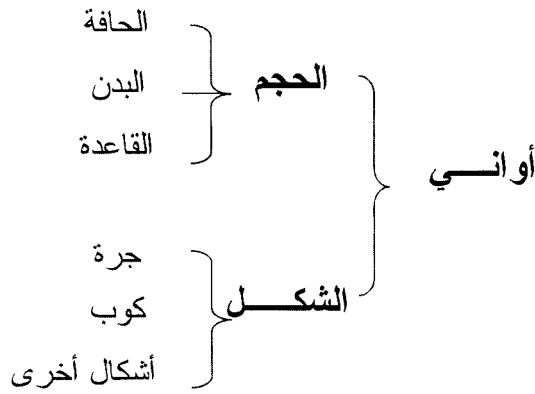 أواني
الحجم
الحافة
البدن
القاعدة
الشكل
جرة
كوب
أشكال أخرى